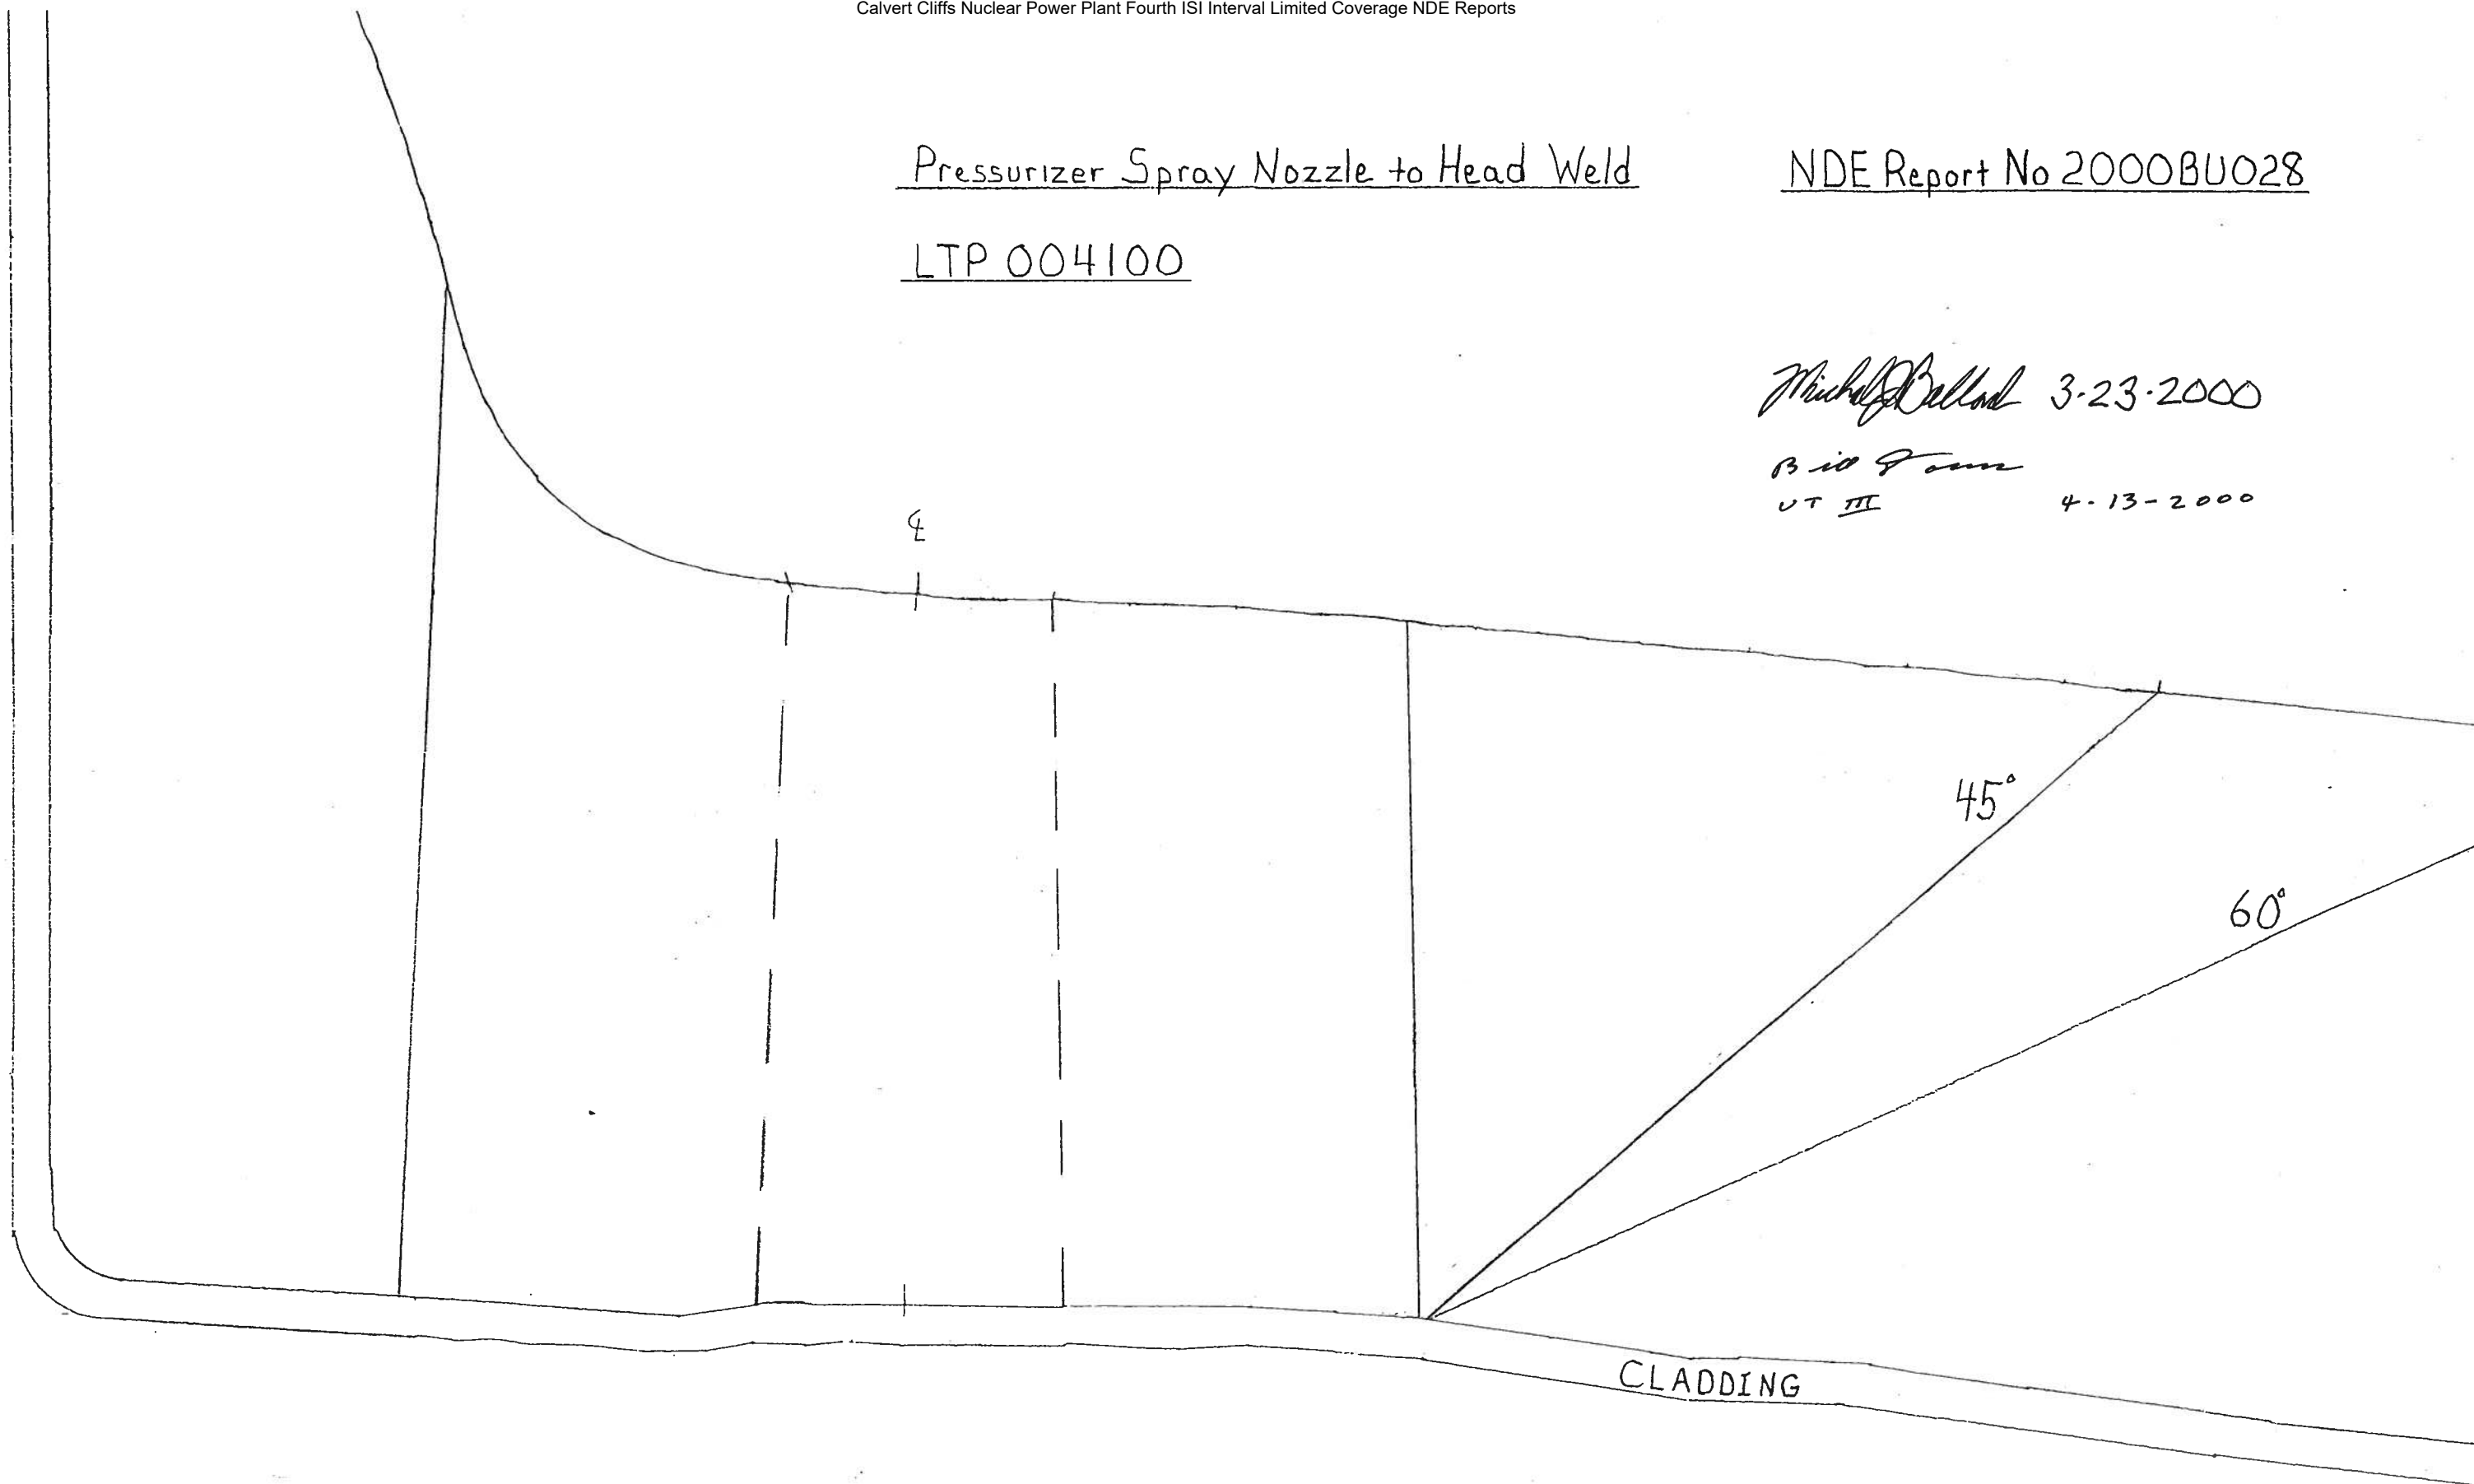 Calvert Cliffs Nuclear Power Plant Fourth ISI Interval Limited Coverage NDE Reports
Pressurizer Spray Nozzle to Head Weld
NDE Report No 2000BU028
LTP 004100
3-23-2000
Bill
UT III 4-13-2000
℄
45°
60°
CLADDING